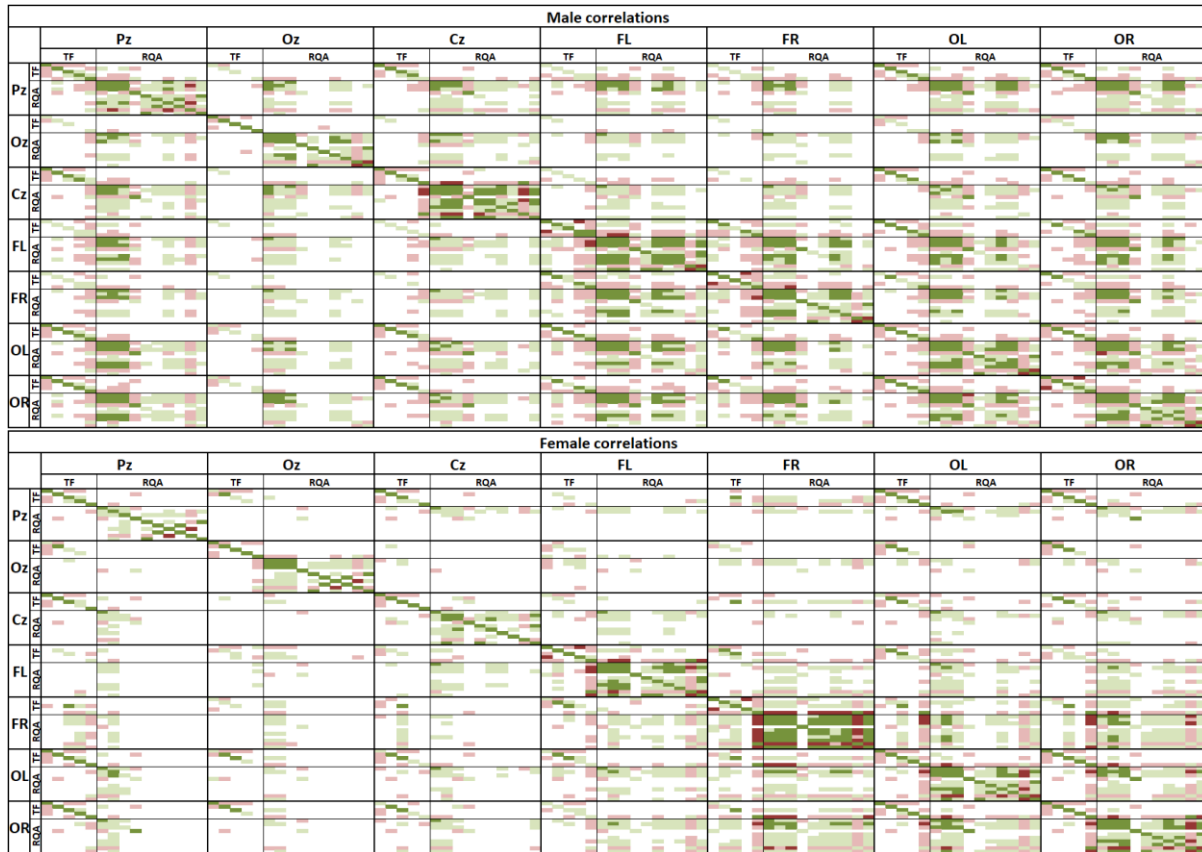 Male correlations
Pz Oz Cz FL FR OL OR
TF RQA TF RQA TF RQA TF RQA TF RQA TF RQA TF RQA
Pz TF RQA
Oz TF RQA
Cz TF RQA
FL TF RQA
FR TF RQA
OL TF RQA
OR TF RQA
Female correlations
Pz Oz Cz FL FR OL OR
TF RQA TF RQA TF RQA TF RQA TF RQA TF RQA TF RQA
Pz TF RQA
Oz TF RQA
Cz TF RQA
FL TF RQA
FR TF RQA
OL TF RQA
OR TF RQA